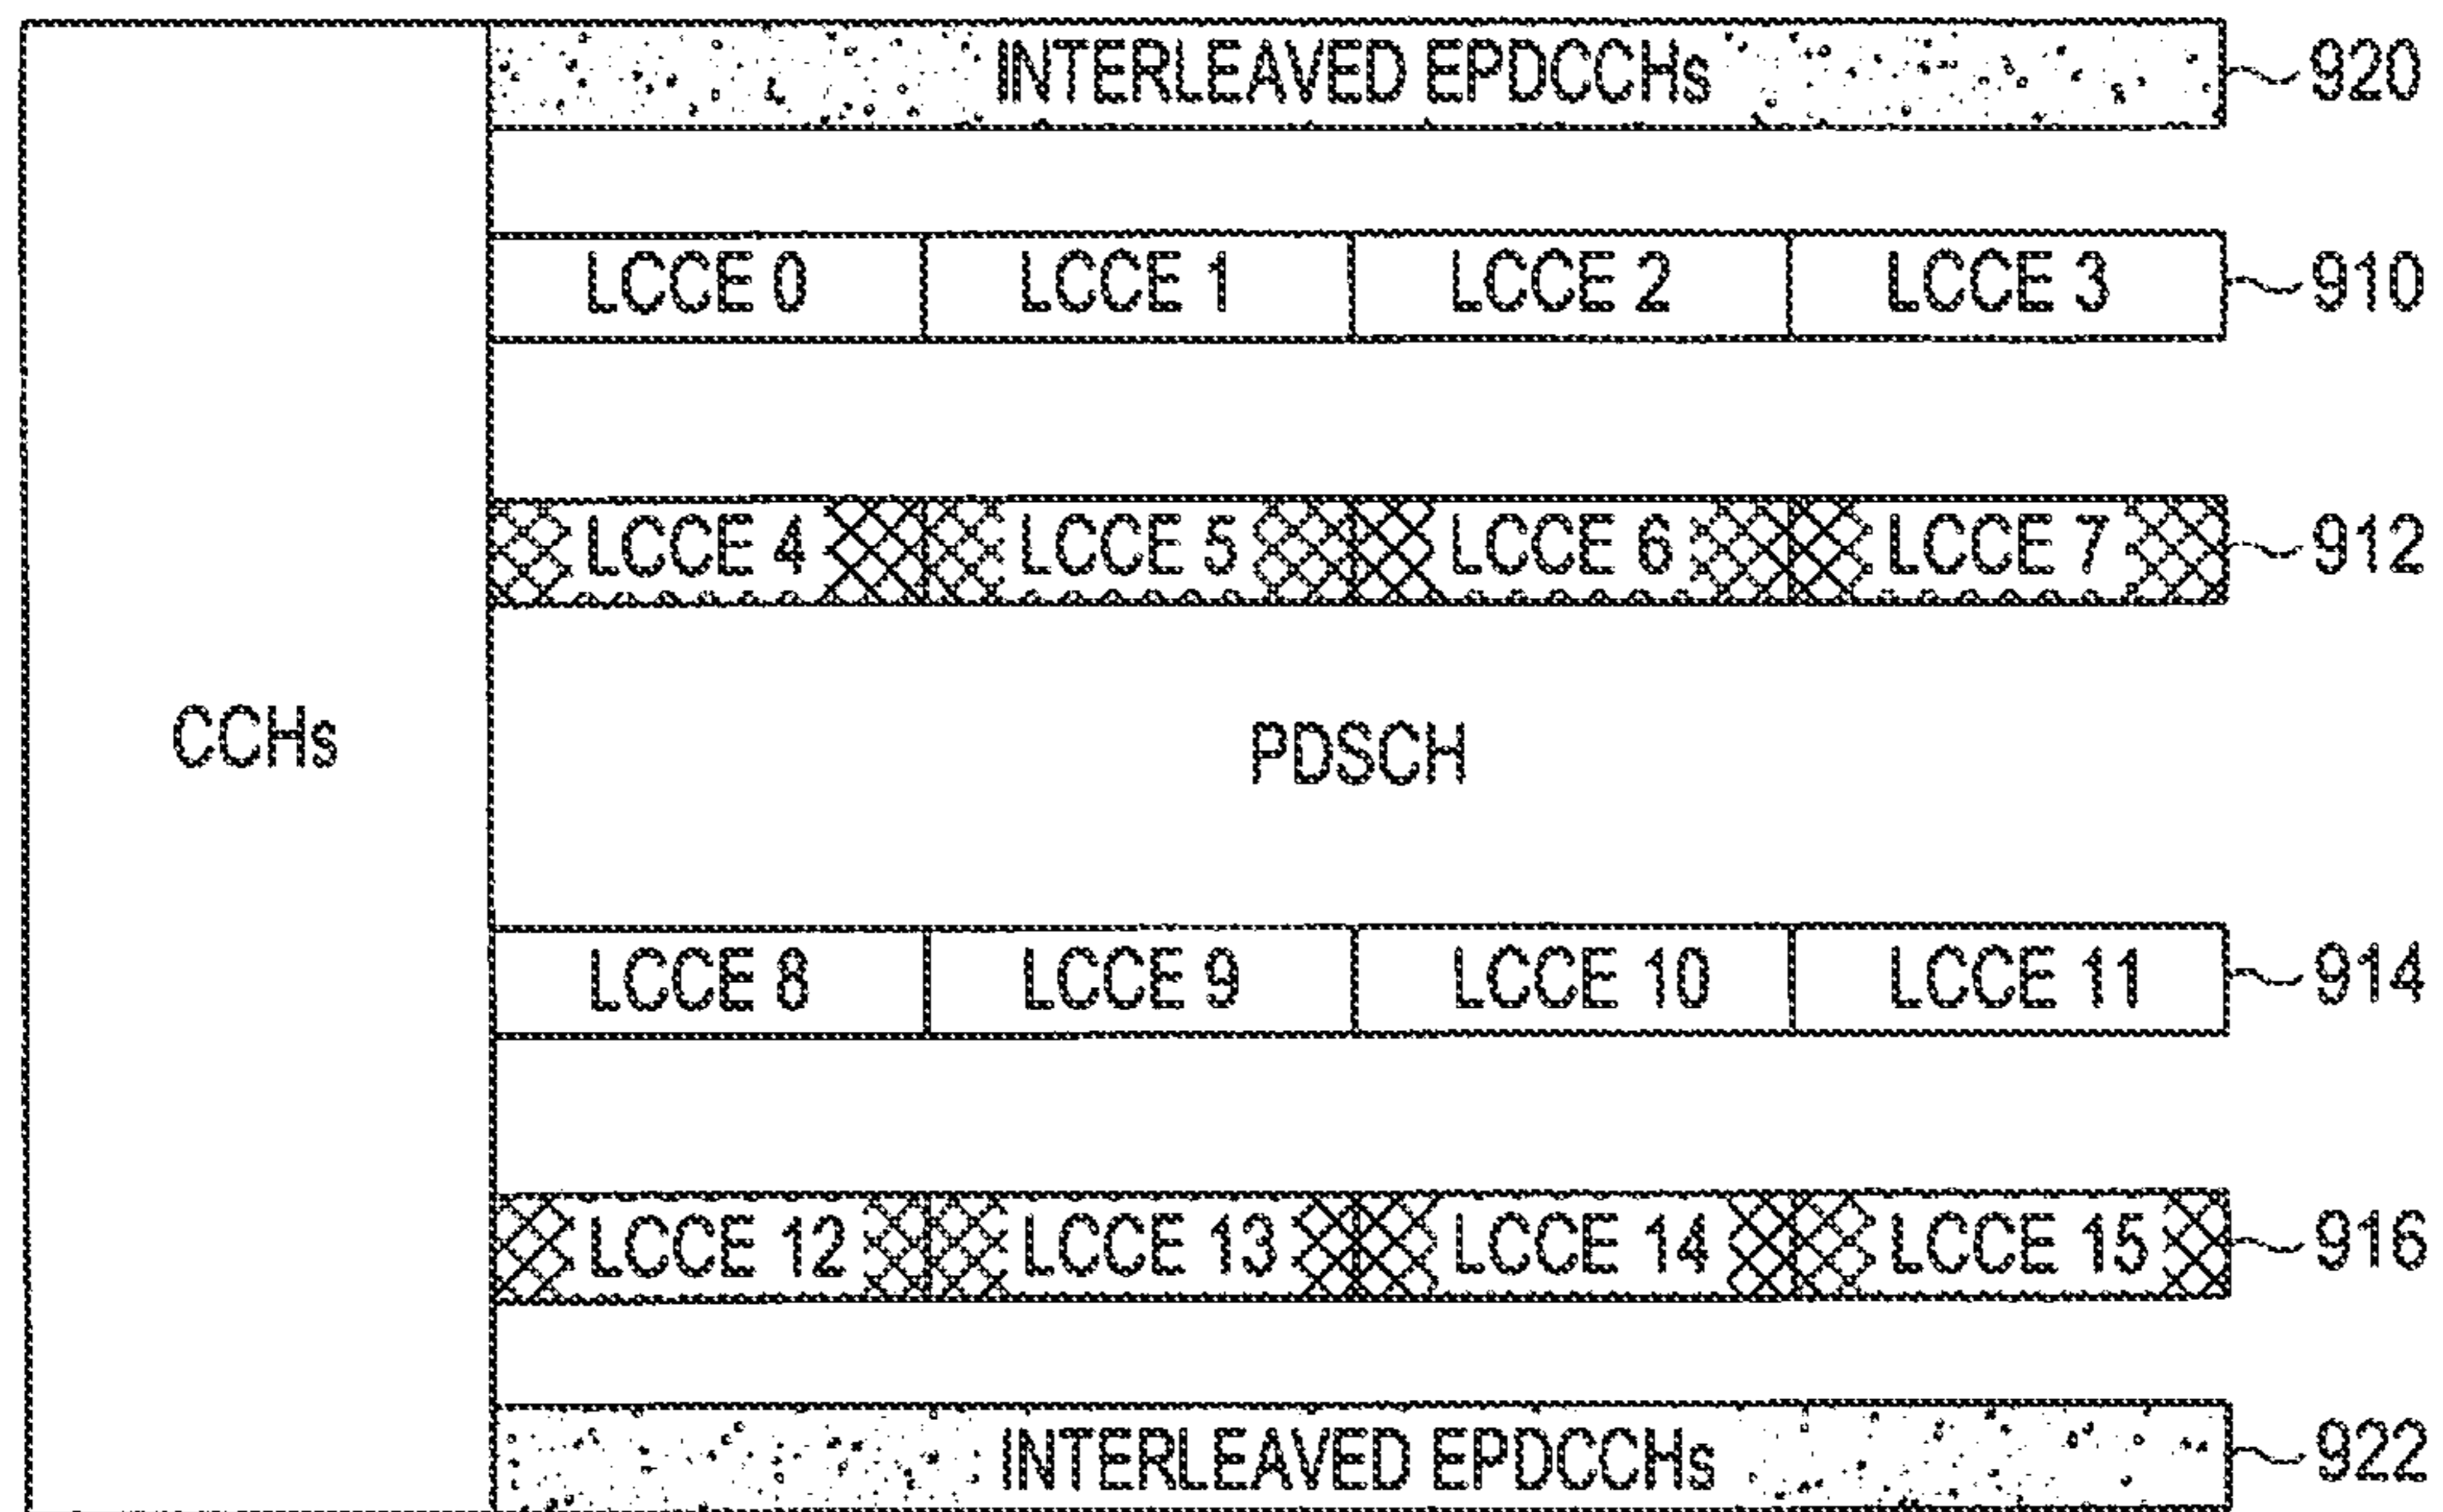 INTERLEAVED EPDCCHs 920
LCCE 0 LCCE 1 LCCE 2 LCCE 3 910
LCCE 4 LCCE 5 LCCE 6 LCCE 7 912
CCHs PDSCH
LCCE 8 LCCE 9 LCCE 10 LCCE 11 914
LCCE 12 LCCE 13 LCCE 14 LCCE 15 916
INTERLEAVED EPDCCHs 922